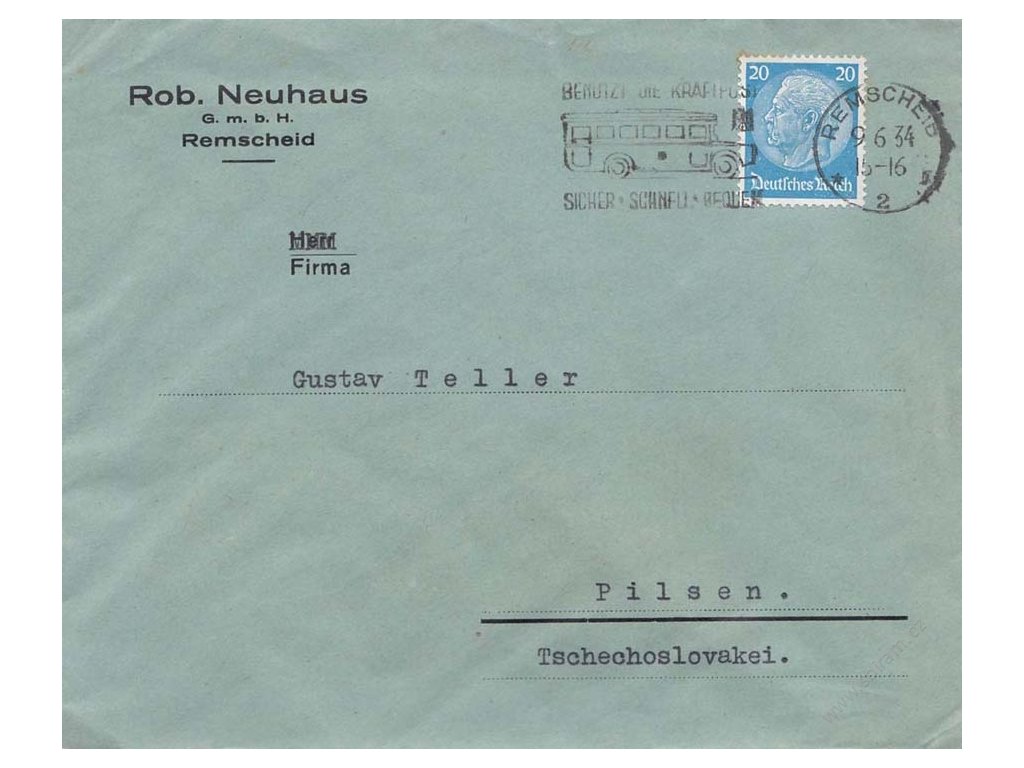 Rob. Neuhaus
G. m. b. H.
Remscheid
BENUTZT DIE KRAFTPOST
SICHER * SCHNELL * BEQUEM
20 20
Deutsches Reich
REMSCHEID
9. 6 34
15-16
* 2
Herr
Firma
Gustav Teller
Pilsen.
Tschechoslovakei.